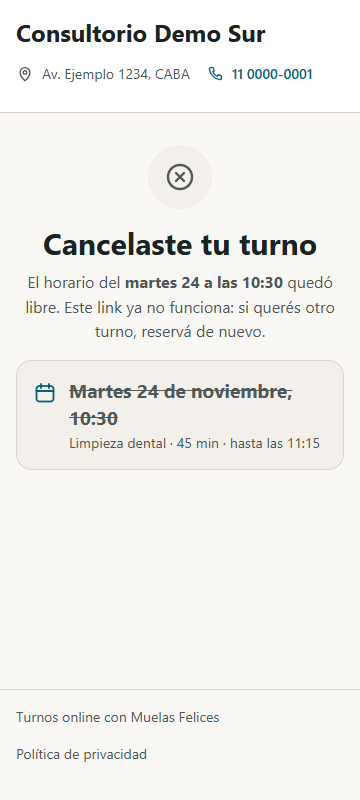 Consultorio Demo Sur
Av. Ejemplo 1234, CABA 11 0000-0001
Cancelaste tu turno
El horario del martes 24 a las 10:30 quedó
libre. Este link ya no funciona: si querés otro
turno, reservá de nuevo.
Martes 24 de noviembre,
10:30
Limpieza dental · 45 min · hasta las 11:15
Turnos online con Muelas Felices
Política de privacidad